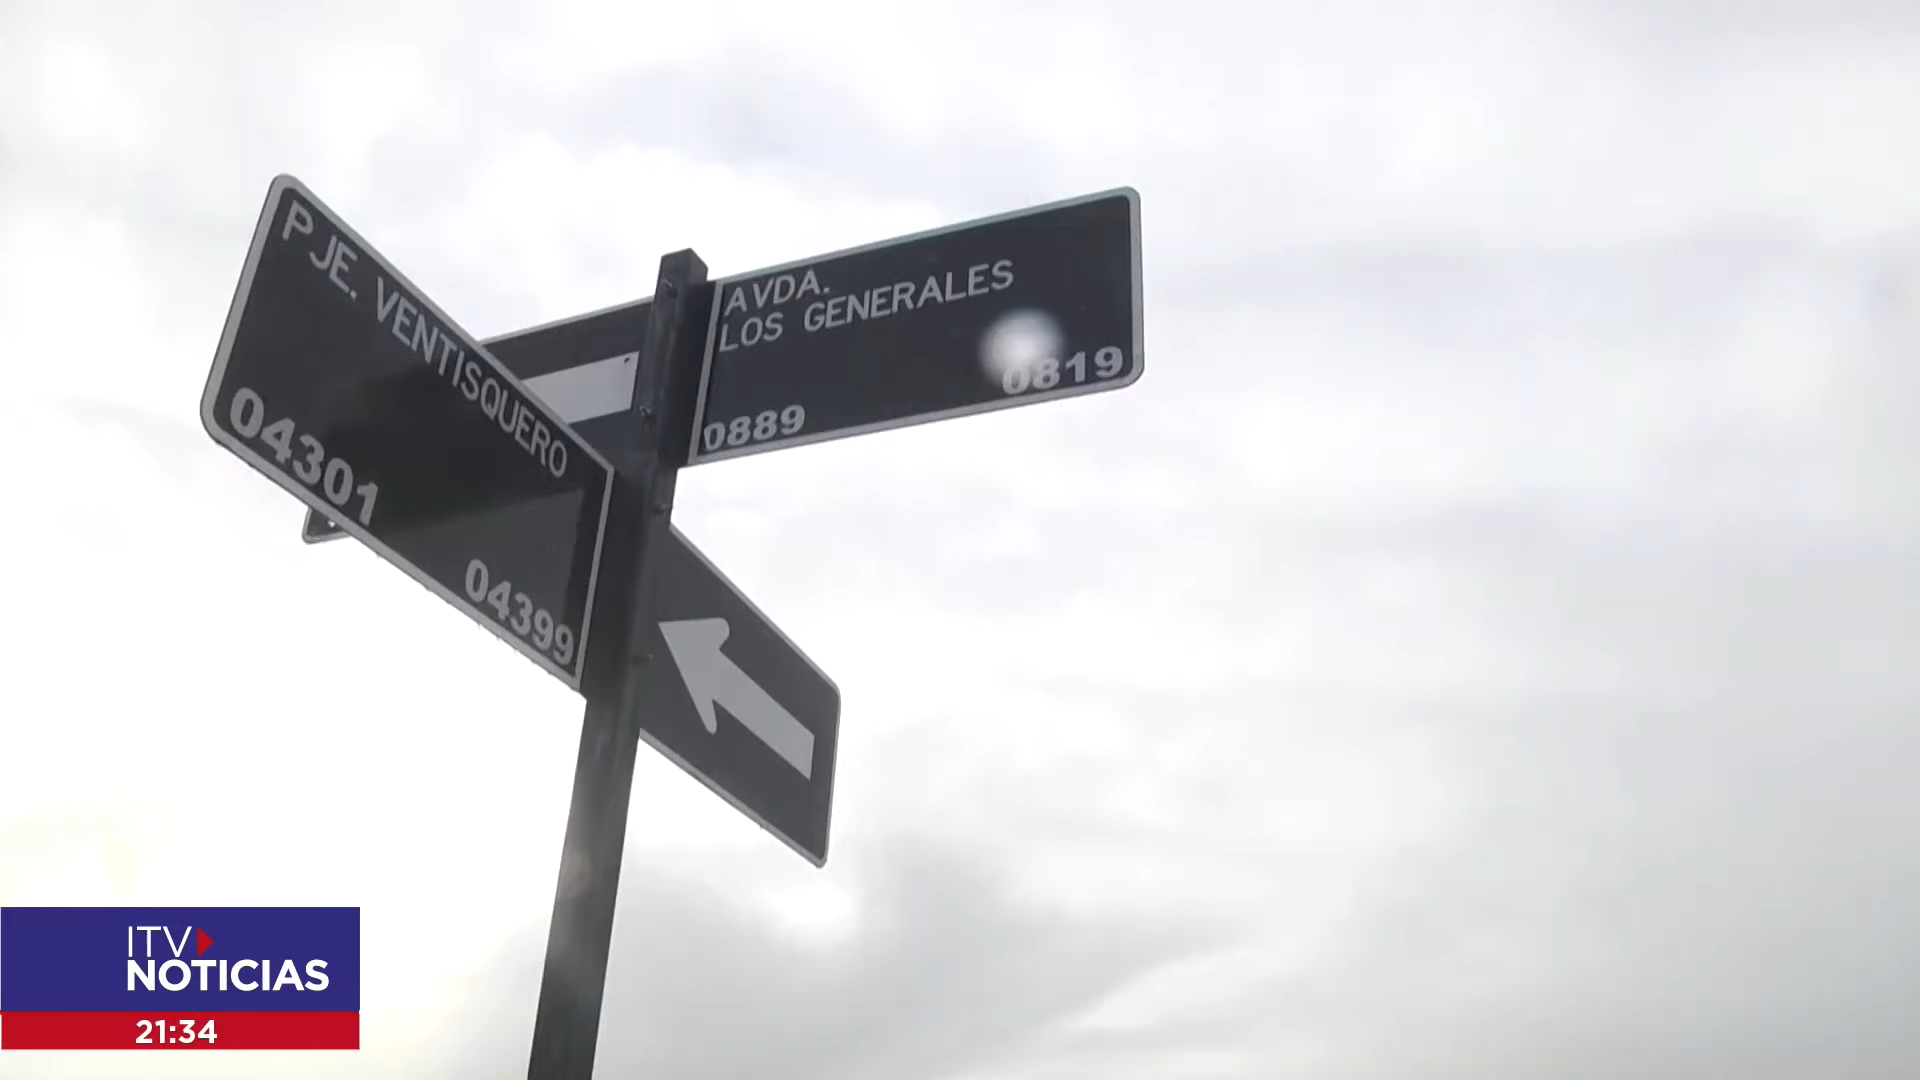 PJE. VENTISQUERO
04301
04399
AVDA.
LOS GENERALES
0819
0889
ITV
NOTICIAS
21:34